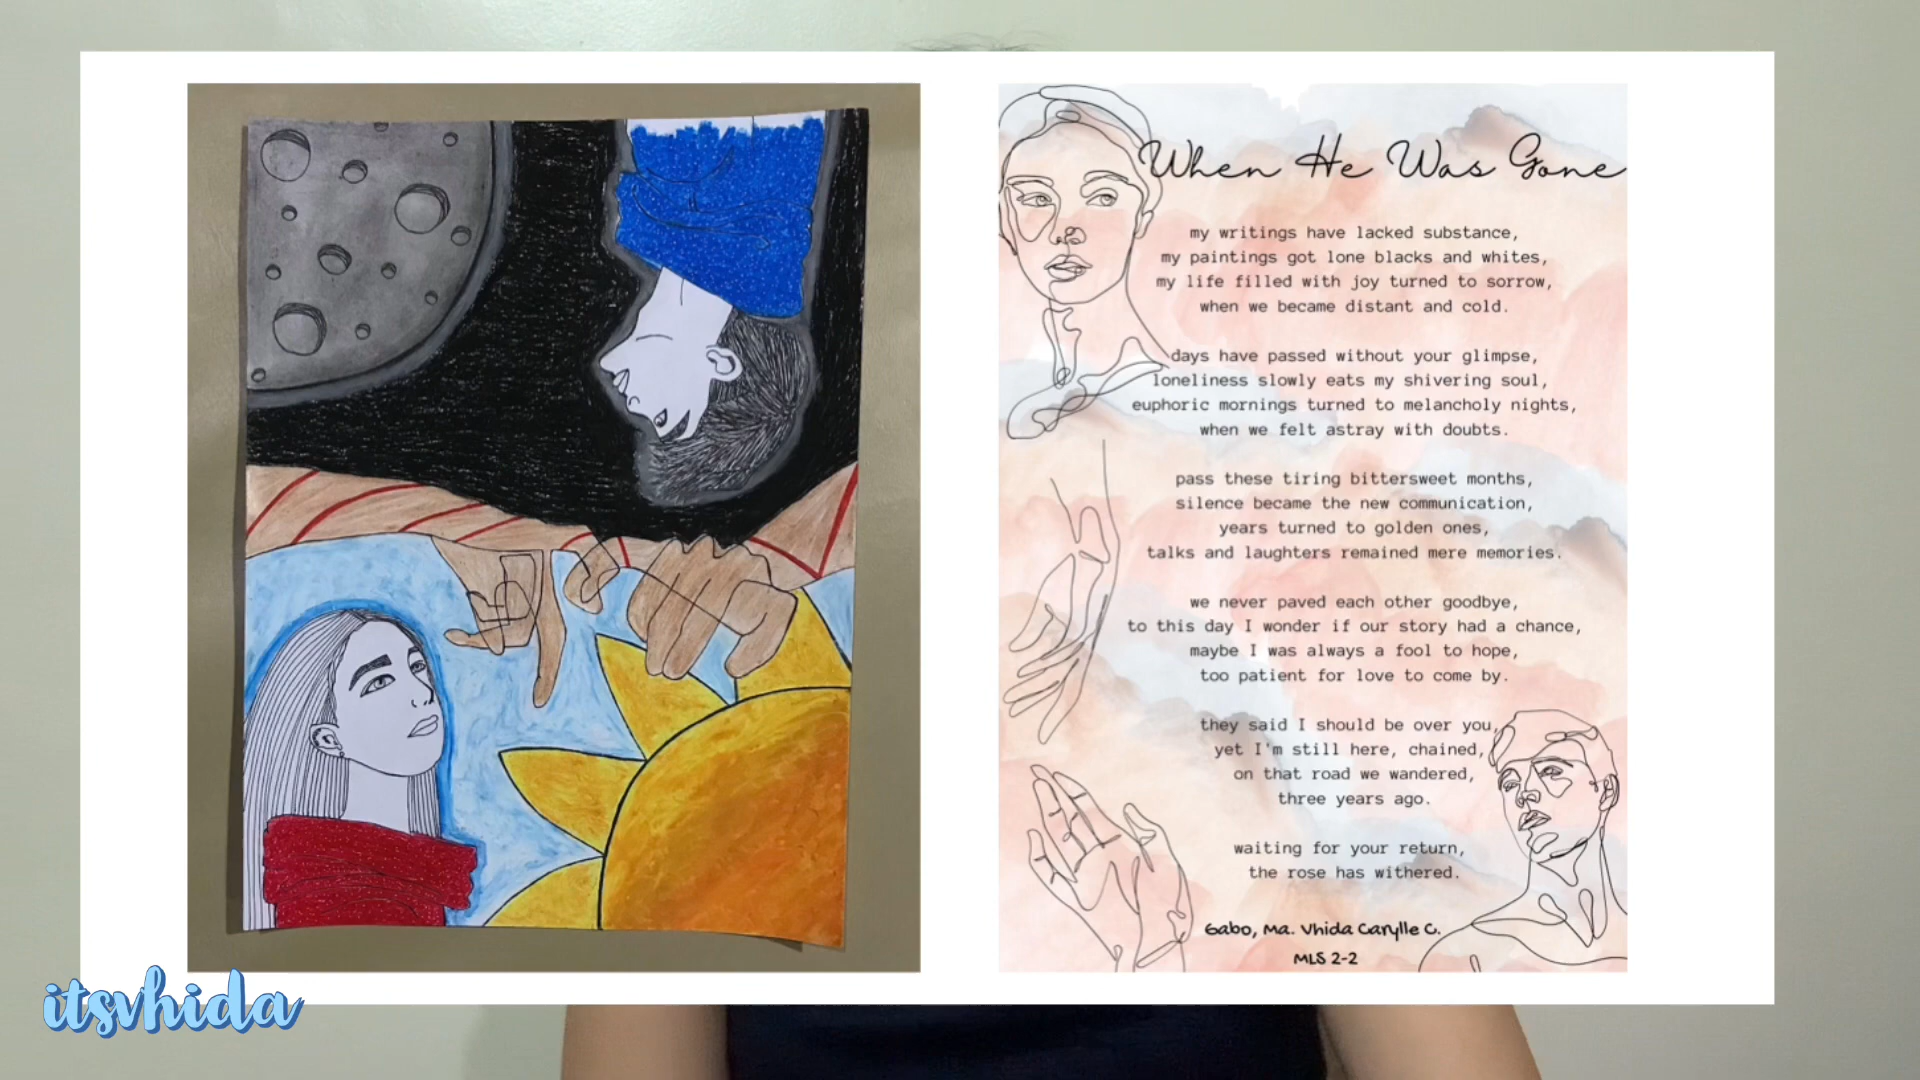 When He Was Gone
my writings have lacked substance,
my paintings got lone blacks and whites,
my life filled with joy turned to sorrow,
when we became distant and cold.
days have passed without your glimpse,
loneliness slowly eats my shivering soul,
euphoric mornings turned to melancholy nights,
when we felt astray with doubts.
pass these tiring bittersweet months,
silence became the new communication,
years turned to golden ones,
talks and laughters remained mere memories.
we never paved each other goodbye,
to this day I wonder if our story had a chance,
maybe I was always a fool to hope,
too patient for love to come by.
they said I should be over you,
yet I'm still here, chained,
on that road we wandered,
three years ago.
waiting for your return,
the rose has withered.
Gabo, Ma. Vhida Carylle C.
MLS 2-2
itsvhida